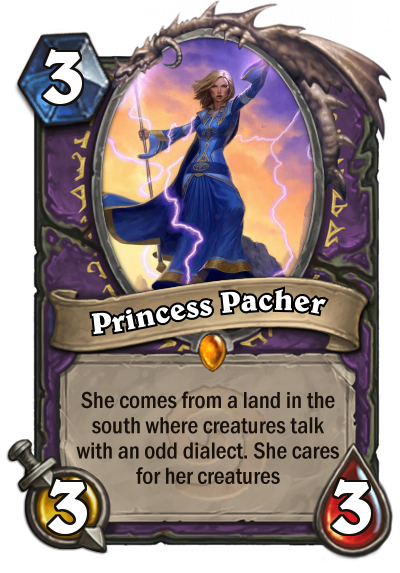 3
Princess Pacher
She comes from a land in the
south where creatures talk
with an odd dialect. She cares
for her creatures
3
3